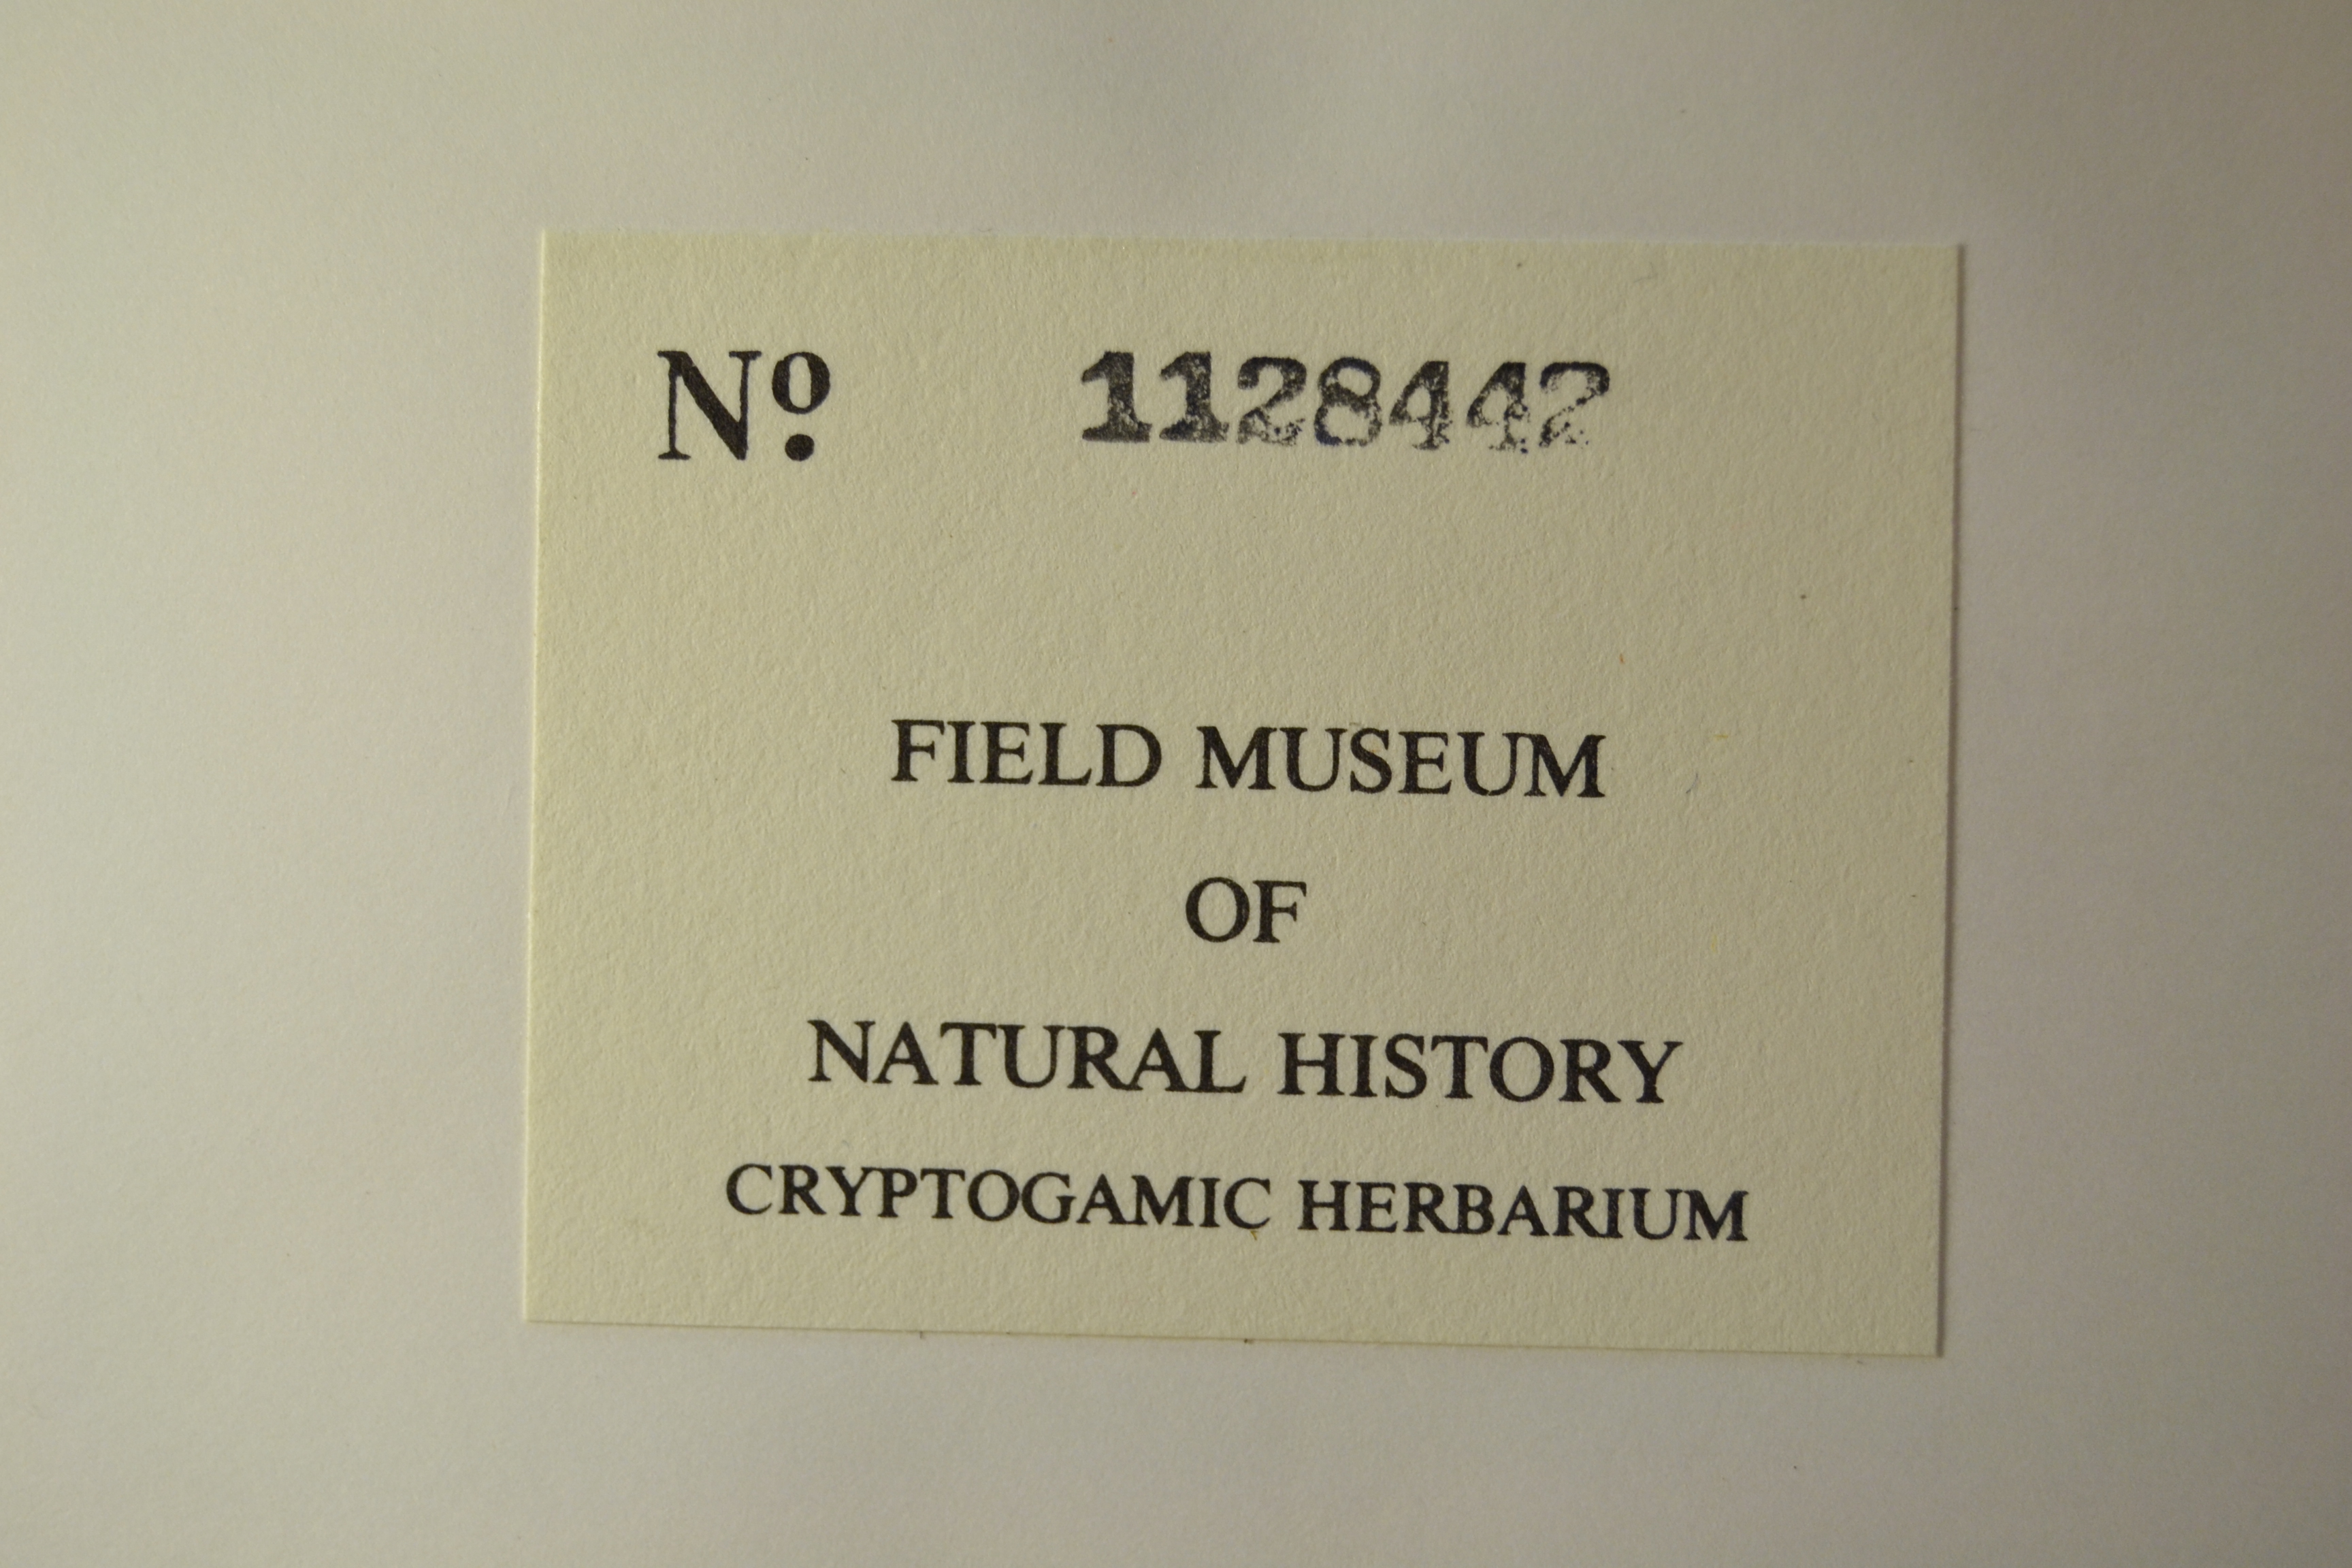 Nº 1128442
FIELD MUSEUM
OF
NATURAL HISTORY
CRYPTOGAMIC HERBARIUM